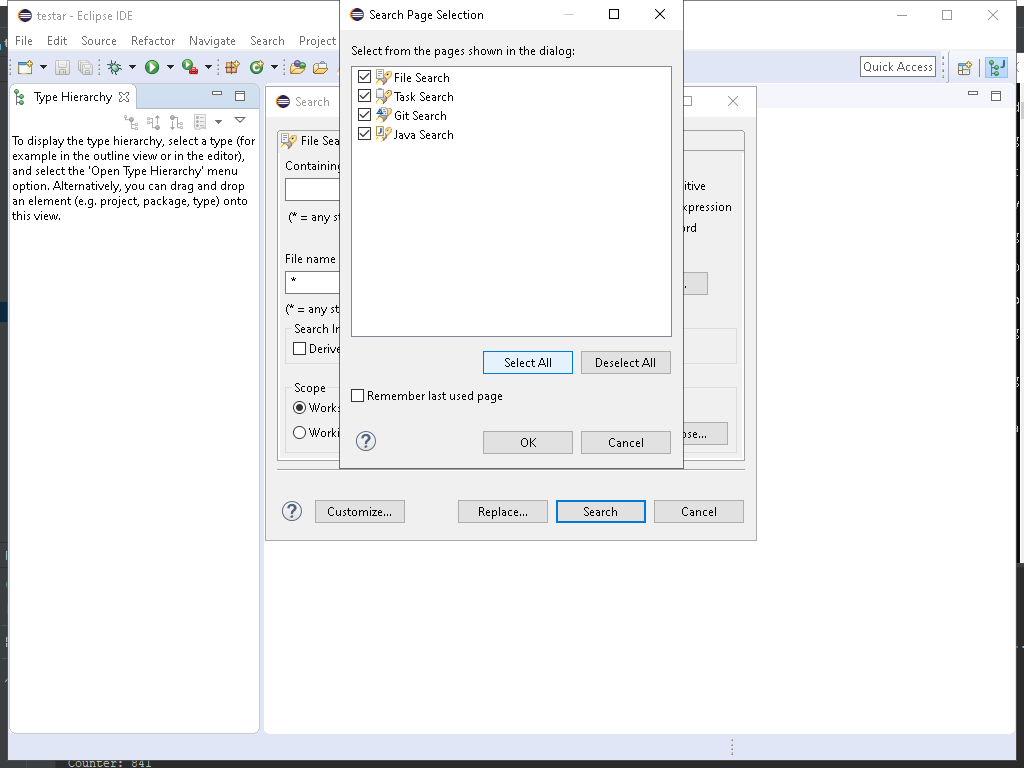 testar - Eclipse IDE
Search Page Selection
File Edit Source Refactor Navigate Search Project
Select from the pages shown in the dialog:
Quick Access
File Search
Task Search
Git Search
Java Search
Type Hierarchy
To display the type hierarchy, select a type (for
example in the outline view or in the editor),
and select the 'Open Type Hierarchy' menu
option. Alternatively, you can drag and drop
an element (e.g. project, package, type) onto
this view.
Search
File Sea
Containing
(* = any st
File name
*
(* = any st
Search In
Derive
Scope
Work
Worki
itive
xpression
ord
ose...
Select All
Deselect All
Remember last used page
OK
Cancel
Customize...
Replace...
Search
Cancel
Counter: 841